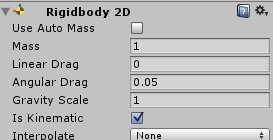 Rigidbody 2D
Use Auto Mass
Mass 1
Linear Drag 0
Angular Drag 0.05
Gravity Scale 1
Is Kinematic
Interpolate None